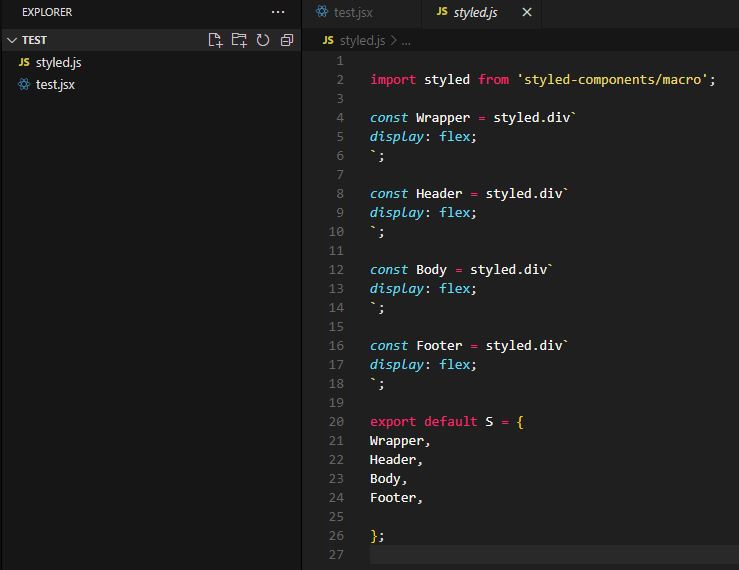 EXPLORER ...
TEST
JS styled.js
test.jsx
test.jsx
JS styled.js
JS styled.js > ...
1
2 import styled from 'styled-components/macro';
3
4 const Wrapper = styled.div`
5 display: flex;
6 `;
7
8 const Header = styled.div`
9 display: flex;
10 `;
11
12 const Body = styled.div`
13 display: flex;
14 `;
15
16 const Footer = styled.div`
17 display: flex;
18 `;
19
20 export default S = {
21 Wrapper,
22 Header,
23 Body,
24 Footer,
25
26 };
27